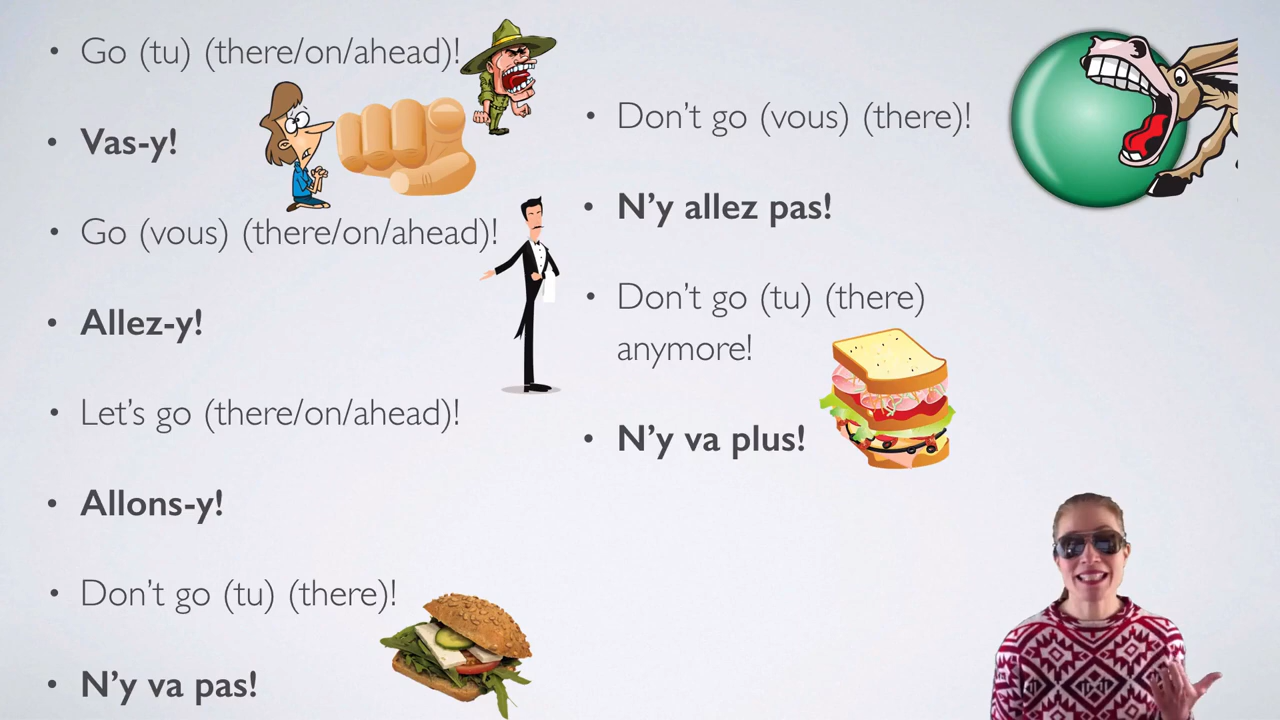 • Go (tu) (there/on/ahead)!
• Vas-y!
• Go (vous) (there/on/ahead)!
• Allez-y!
• Let's go (there/on/ahead)!
• Allons-y!
• Don't go (tu) (there)!
• N'y va pas!
• Don't go (vous) (there)!
• N'y allez pas!
• Don't go (tu) (there)
anymore!
• N'y va plus!